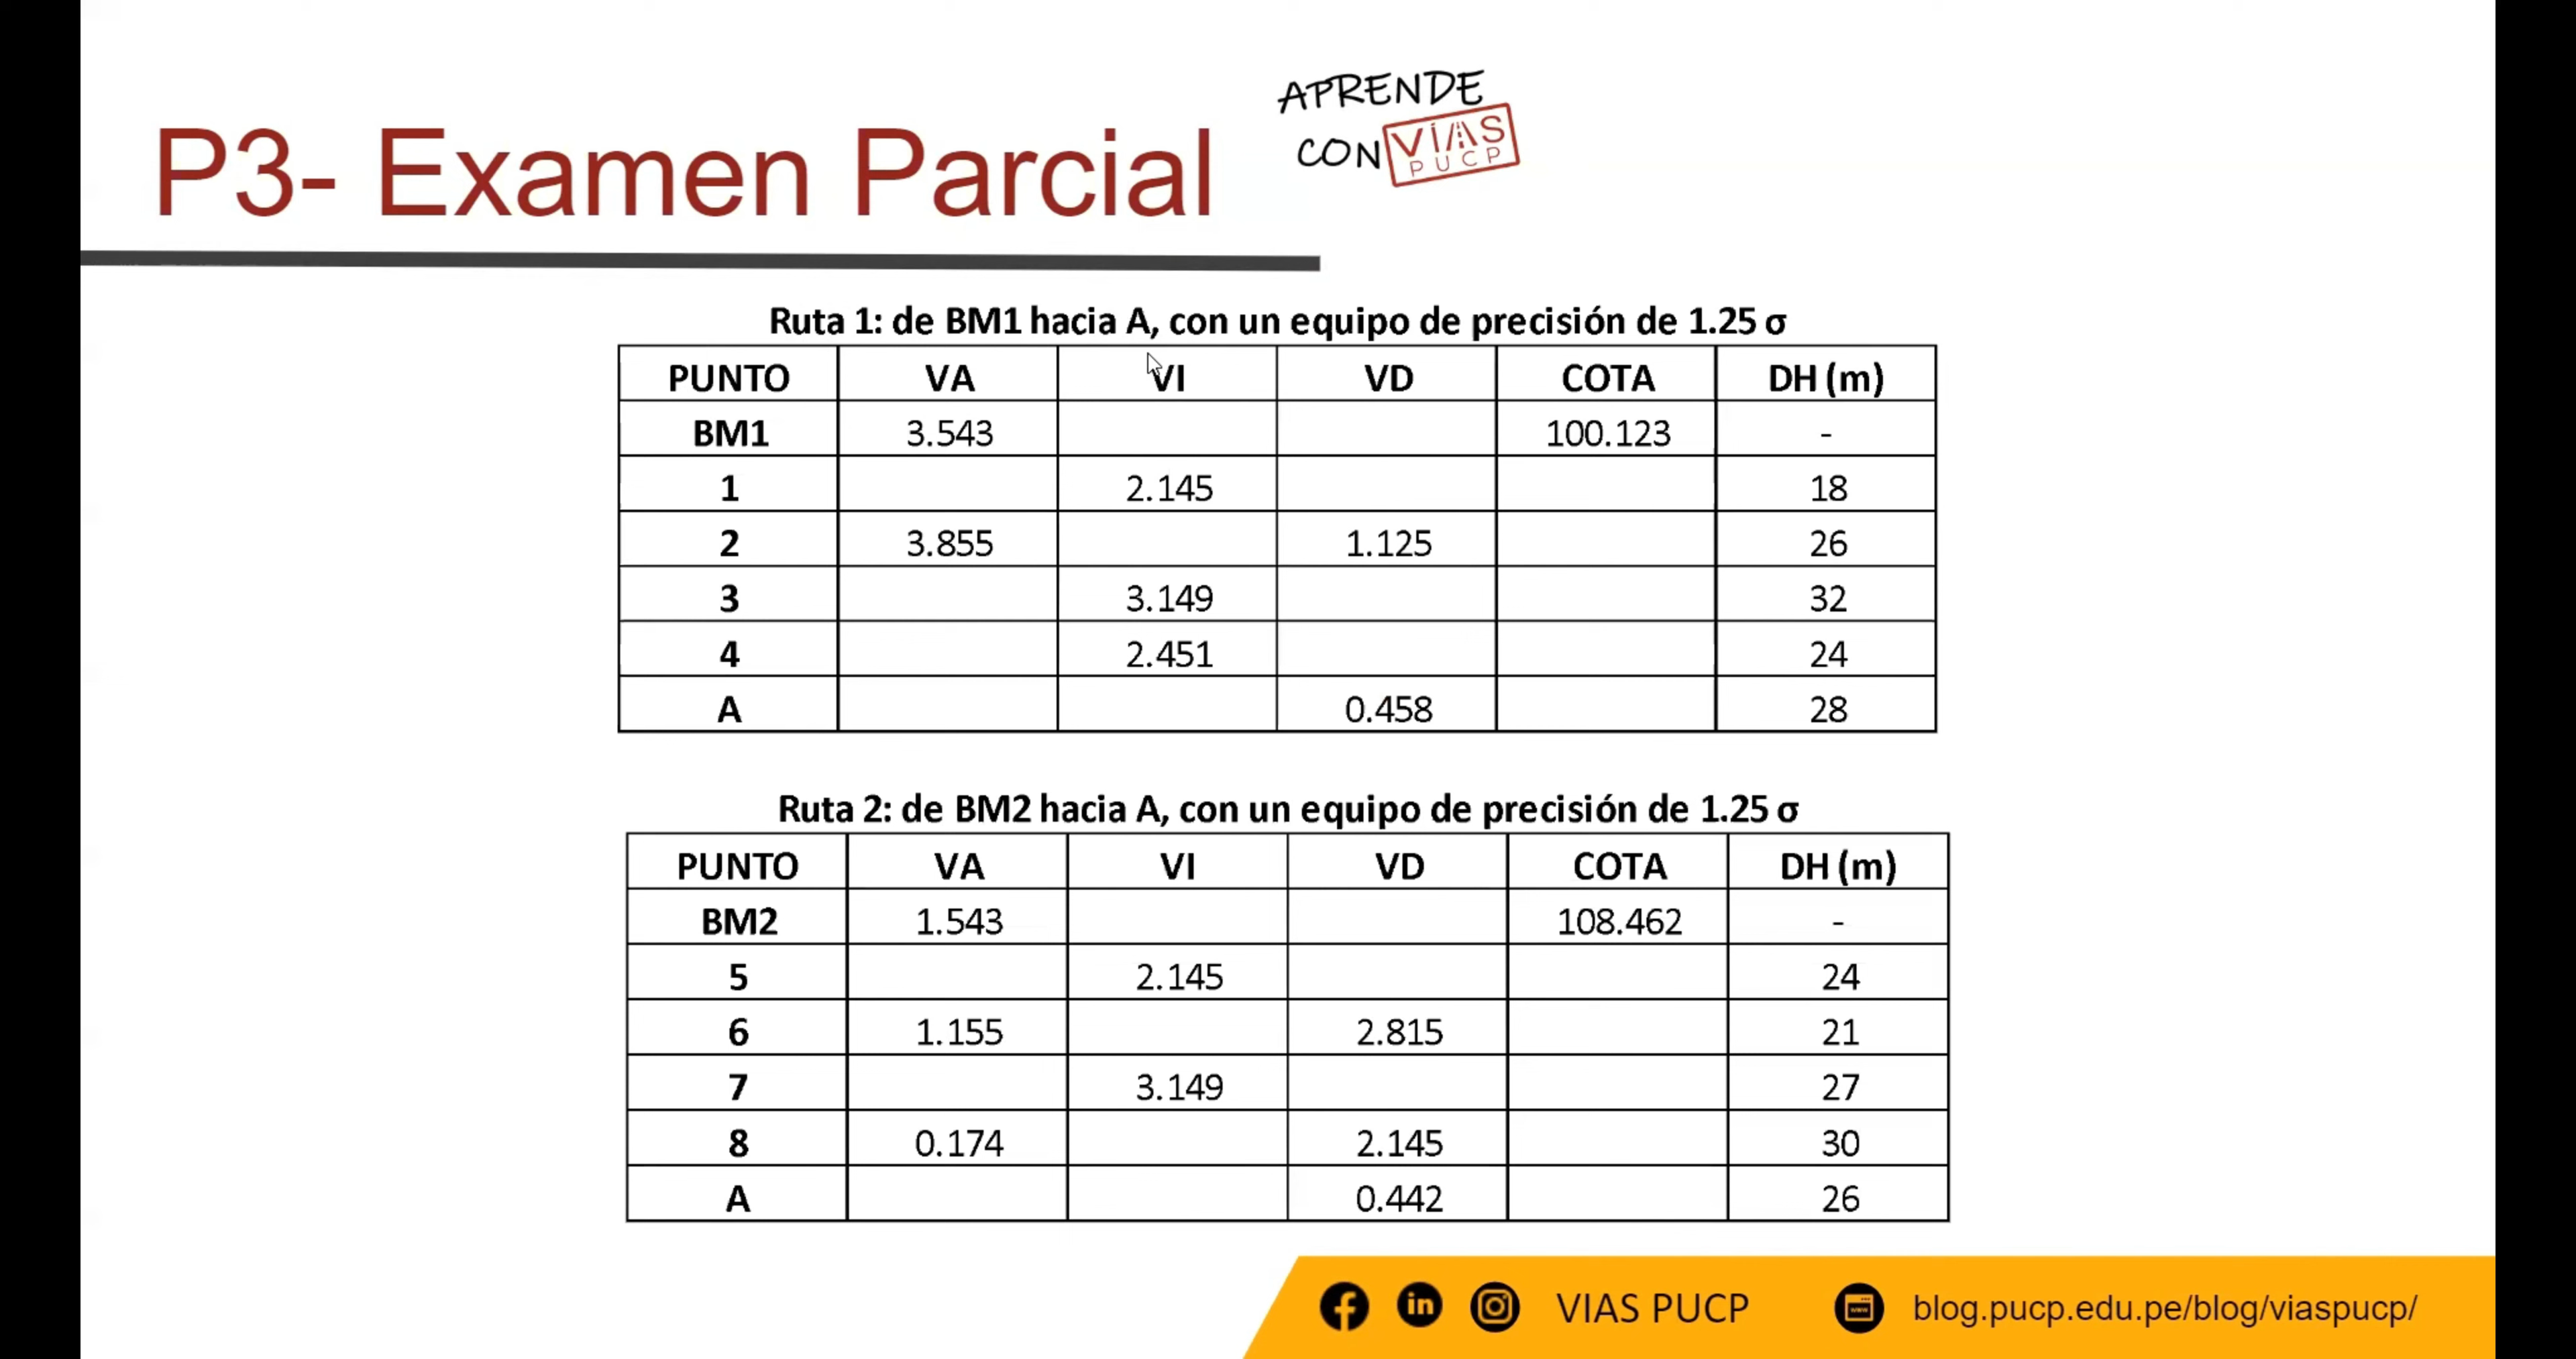 P3- Examen Parcial
APRENDE
CON VÍAS
PUCP
Ruta 1: de BM1 hacia A, con un equipo de precisión de 1.25 σ
PUNTO VA VI VD COTA DH (m)
BM1 3.543 100.123 -
1 2.145 18
2 3.855 1.125 26
3 3.149 32
4 2.451 24
A 0.458 28
Ruta 2: de BM2 hacia A, con un equipo de precisión de 1.25 σ
PUNTO VA VI VD COTA DH (m)
BM2 1.543 108.462 -
5 2.145 24
6 1.155 2.815 21
7 3.149 27
8 0.174 2.145 30
A 0.442 26
VIAS PUCP blog.pucp.edu.pe/blog/viaspucp/